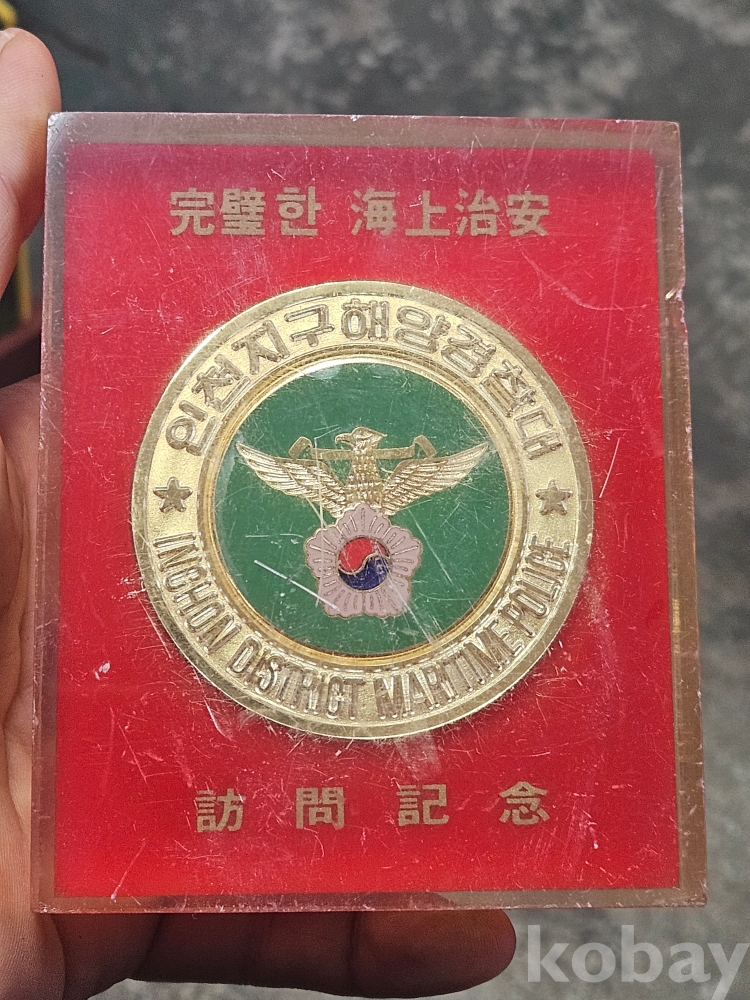 完璧한 海上治安
인천지구해양경찰대
★ ★
INCHON DISTRICT MARITIME POLICE
訪問記念
kobay